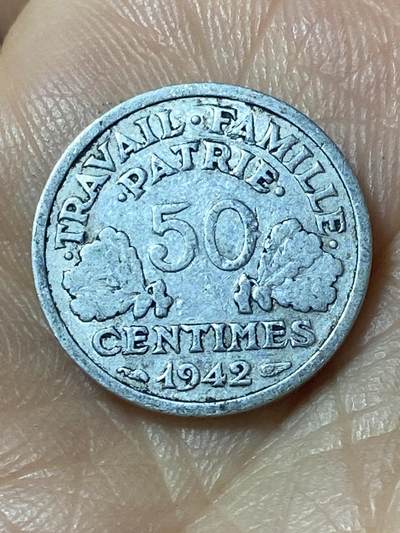 ·TRAVAIL·FAMILLE·
·PATRIE·
50
CENTIMES
1942